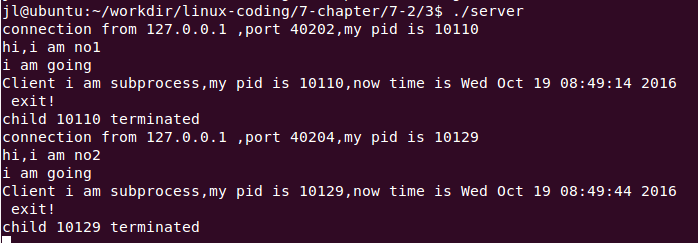 jl@ubuntu:~/workdir/linux-coding/7-chapter/7-2/3$ ./server
connection from 127.0.0.1 ,port 40202,my pid is 10110
hi,i am no1
i am going
Client i am subprocess,my pid is 10110,now time is Wed Oct 19 08:49:14 2016
 exit!
child 10110 terminated
connection from 127.0.0.1 ,port 40204,my pid is 10129
hi,i am no2
i am going
Client i am subprocess,my pid is 10129,now time is Wed Oct 19 08:49:44 2016
 exit!
child 10129 terminated